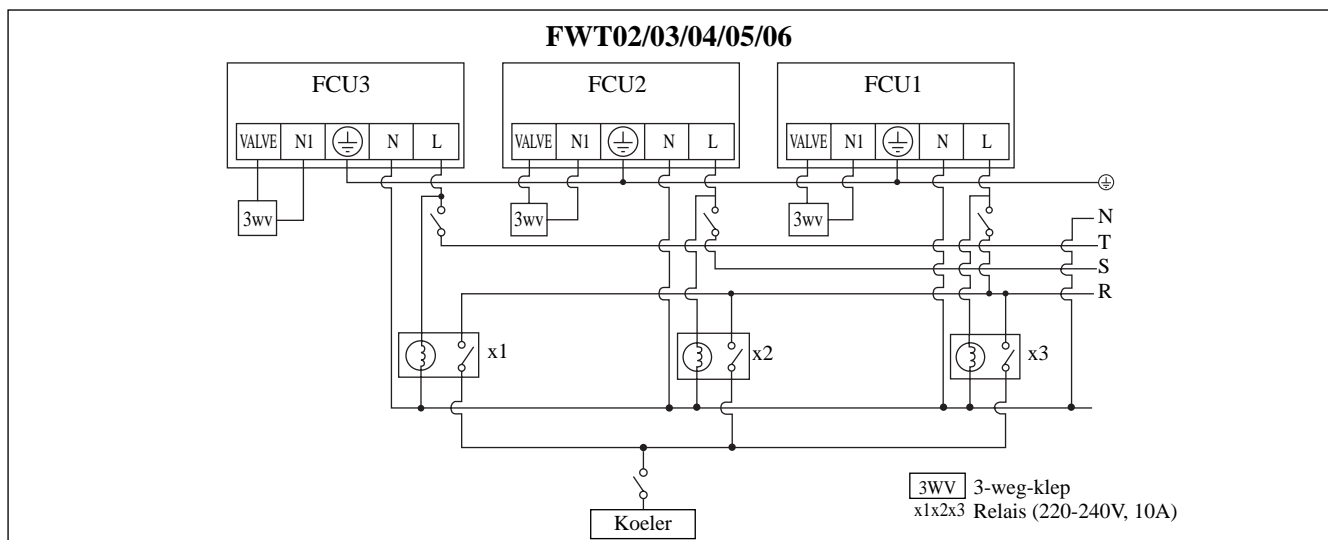 FWT02/03/04/05/06
FCU3 FCU2 FCU1
VALVE N1 N L VALVE N1 N L VALVE N1 N L
3wv 3wv 3wv
N
T
S
R
x1 x2 x3
3WV 3-weg-klep
x1x2x3 Relais (220-240V, 10A)
Koeler